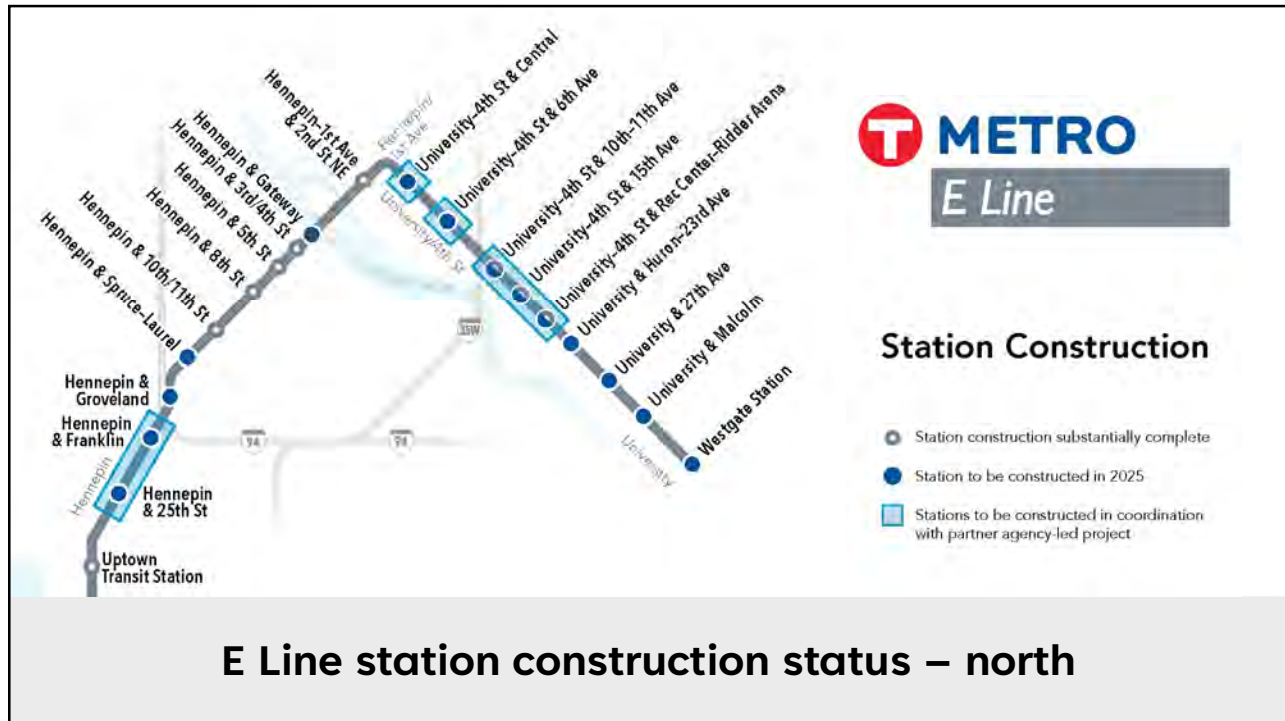 Hennepin-1st Ave
& 2nd St NE
Hennepin & Gateway
Hennepin & 3rd/4th St
Hennepin & 5th St
Hennepin & 8th St
Hennepin & 10th/11th St
Hennepin & Spruce-Laurel
Hennepin &
Groveland
Hennepin
& Franklin
Hennepin
Hennepin
& 25th St
Uptown
Transit Station
Hennepin/
1st Ave
University/4th St
University-4th St & Central
University-4th St & 6th Ave
University-4th St & 10th-11th Ave
University-4th St & 15th Ave
University-4th St & Rec Center-Ridder Arena
University & Huron-23rd Ave
University & 27th Ave
University & Malcolm
Westgate Station
University
35W
94
94
T METRO
E Line
Station Construction
Station construction substantially complete
Station to be constructed in 2025
Stations to be constructed in coordination
with partner agency-led project
E Line station construction status – north